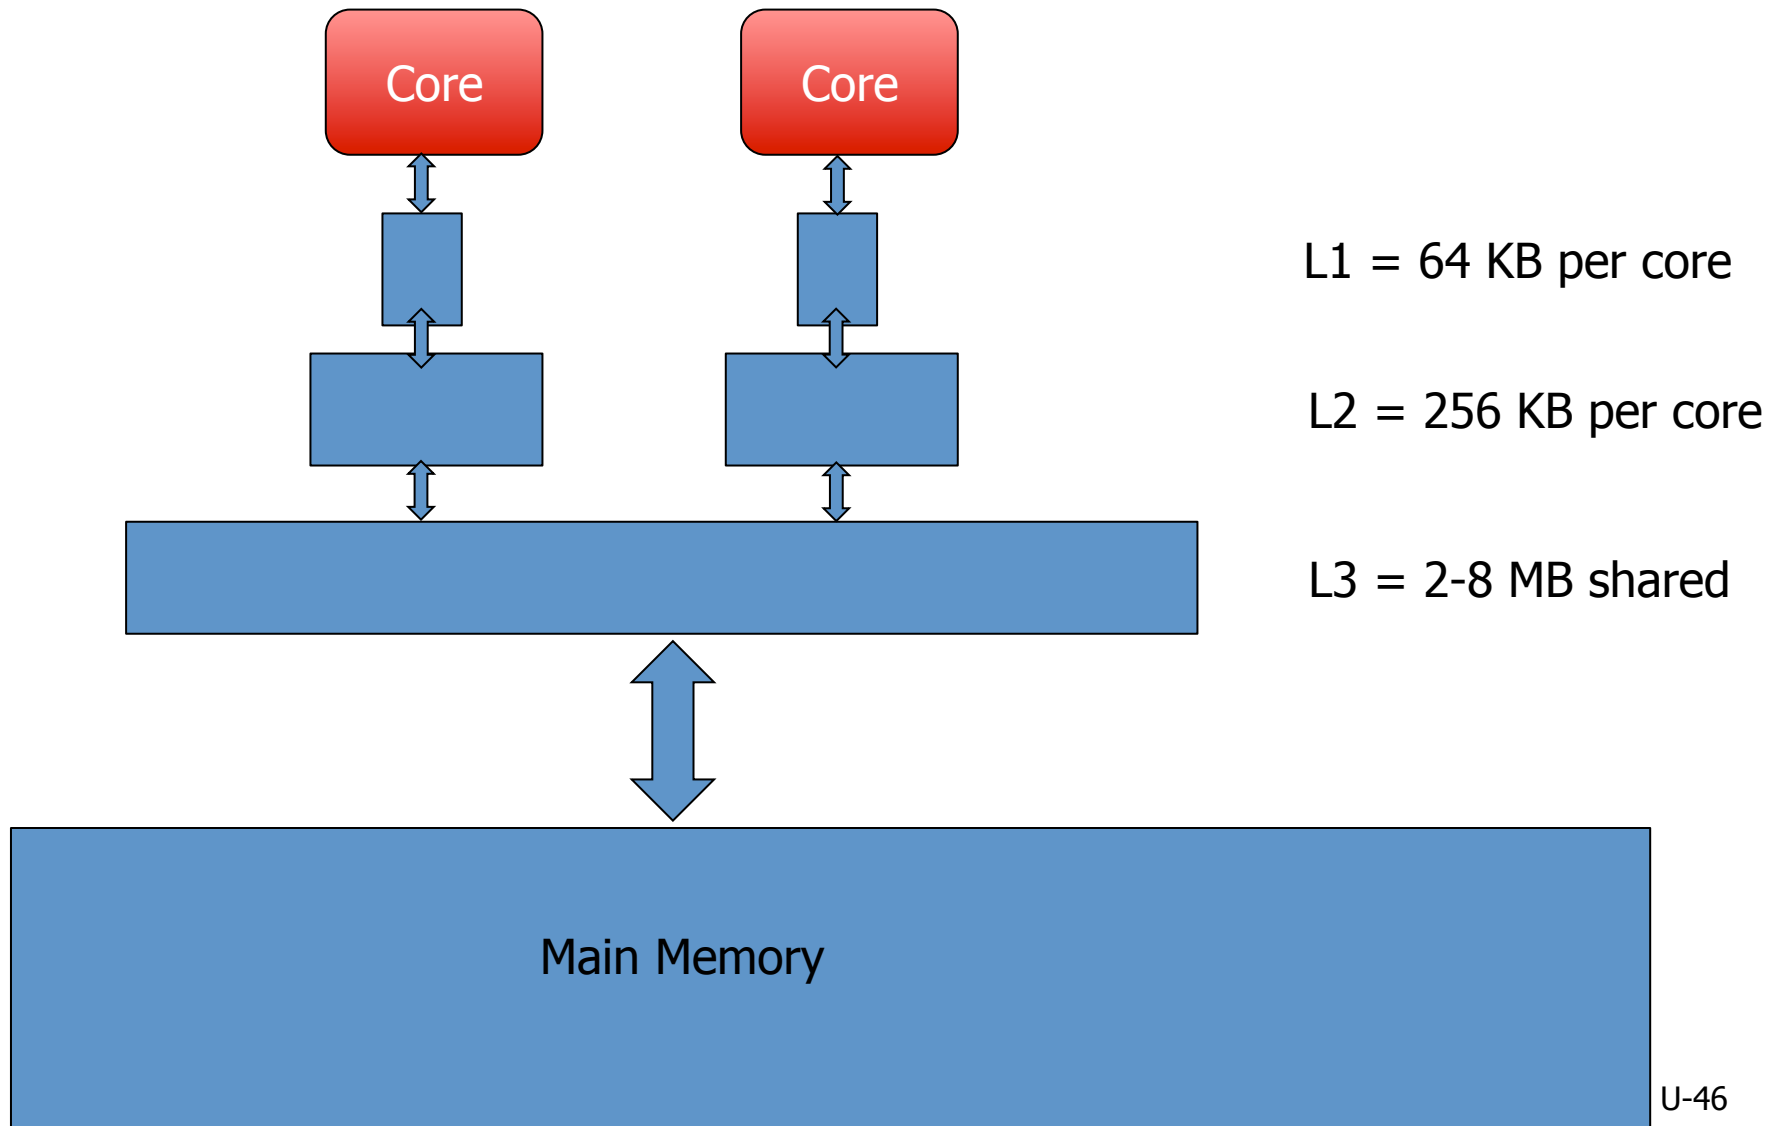 Core
Core
L1 = 64 KB per core
L2 = 256 KB per core
L3 = 2-8 MB shared
Main Memory
U-46